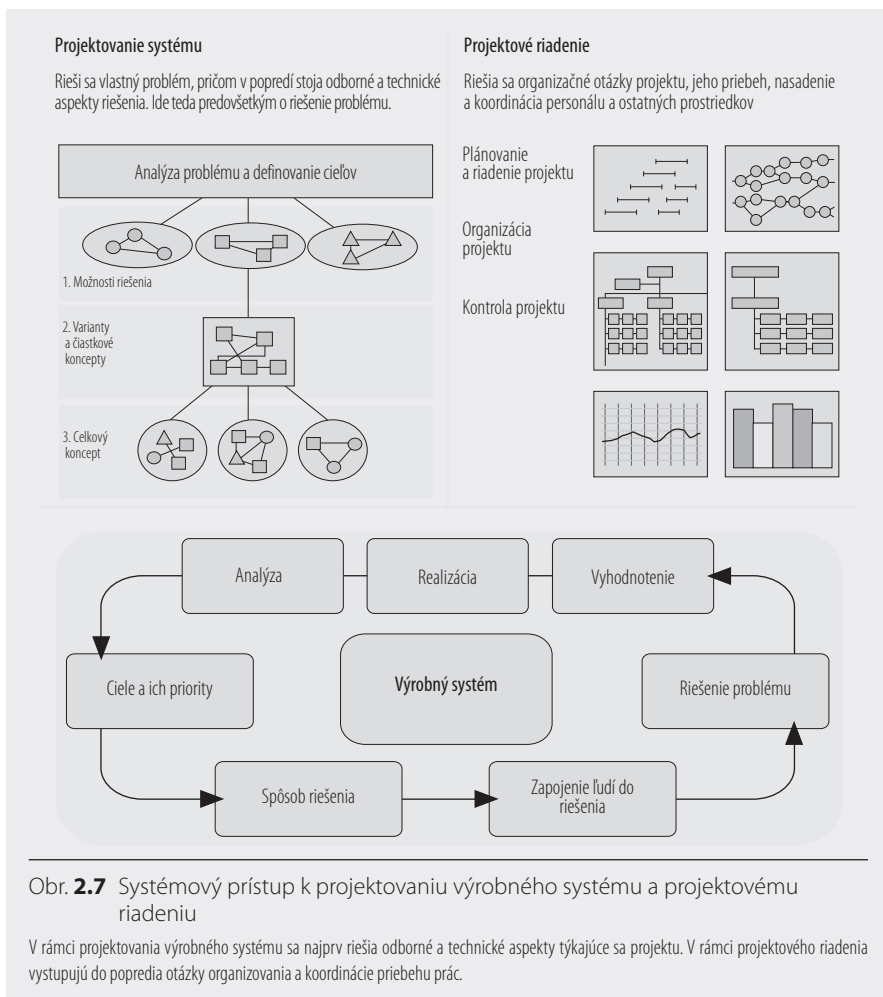 Projektovanie systému
Rieši sa vlastný problém, pričom v popredí stoja odborné a technické
aspekty riešenia. Ide teda predovšetkým o riešenie problému.
Analýza problému a definovanie cieľov
1. Možnosti riešenia
2. Varianty
a čiastkové
koncepty
3. Celkový
koncept
Projektové riadenie
Riešia sa organizačné otázky projektu, jeho priebeh, nasadenie
a koordinácia personálu a ostatných prostriedkov
Plánovanie
a riadenie projektu
Organizácia
projektu
Kontrola projektu
Analýza
Realizácia
Vyhodnotenie
Ciele a ich priority
Výrobný systém
Riešenie problému
Spôsob riešenia
Zapojenie ľudí do
riešenia
Obr. 2.7 Systémový prístup k projektovaniu výrobného systému a projektovému
riadeniu
V rámci projektovania výrobného systému sa najprv riešia odborné a technické aspekty týkajúce sa projektu. V rámci projektového riadenia
vystupujú do popredia otázky organizovania a koordinácie priebehu prác.